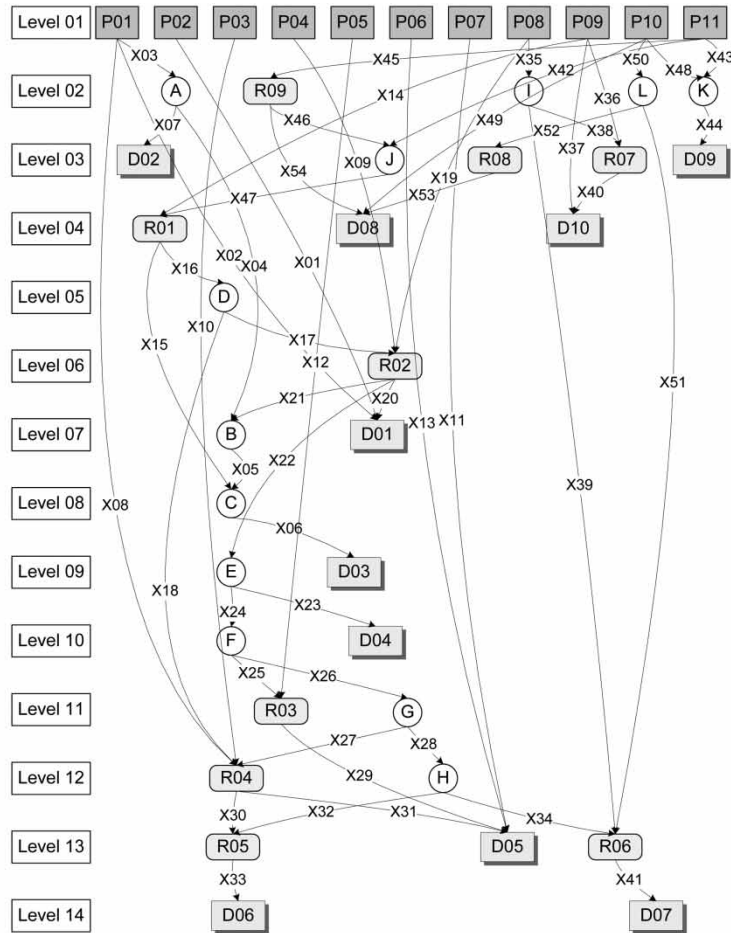 Level 01 P01 P02 P03 P04 P05 P06 P07 P08 P09 P10 P11
X03 X45 X35 X42 X50 X48 X43
Level 02 A R09 I L K
X14 X36
X07 X46 X49 X52 X38 X44
X37
Level 03 D02 J X09 R08 R07 D09
X54 X19 X53 X40
X47
Level 04 R01 D08 D10
X02 X04 X01
X16
Level 05 D
X10
X15 X17
X12
Level 06 R02
X51
X21 X20
X13 X11
Level 07 B D01
X22
X05
X39
Level 08 C X08
X06
Level 09 E D03
X18
X24 X23
Level 10 F D04
X25 X26
Level 11 R03 G
X27 X28
Level 12 R04 H X29
X30 X32 X31 X34
Level 13 R05 D05 R06
X33 X41
Level 14 D06 D07